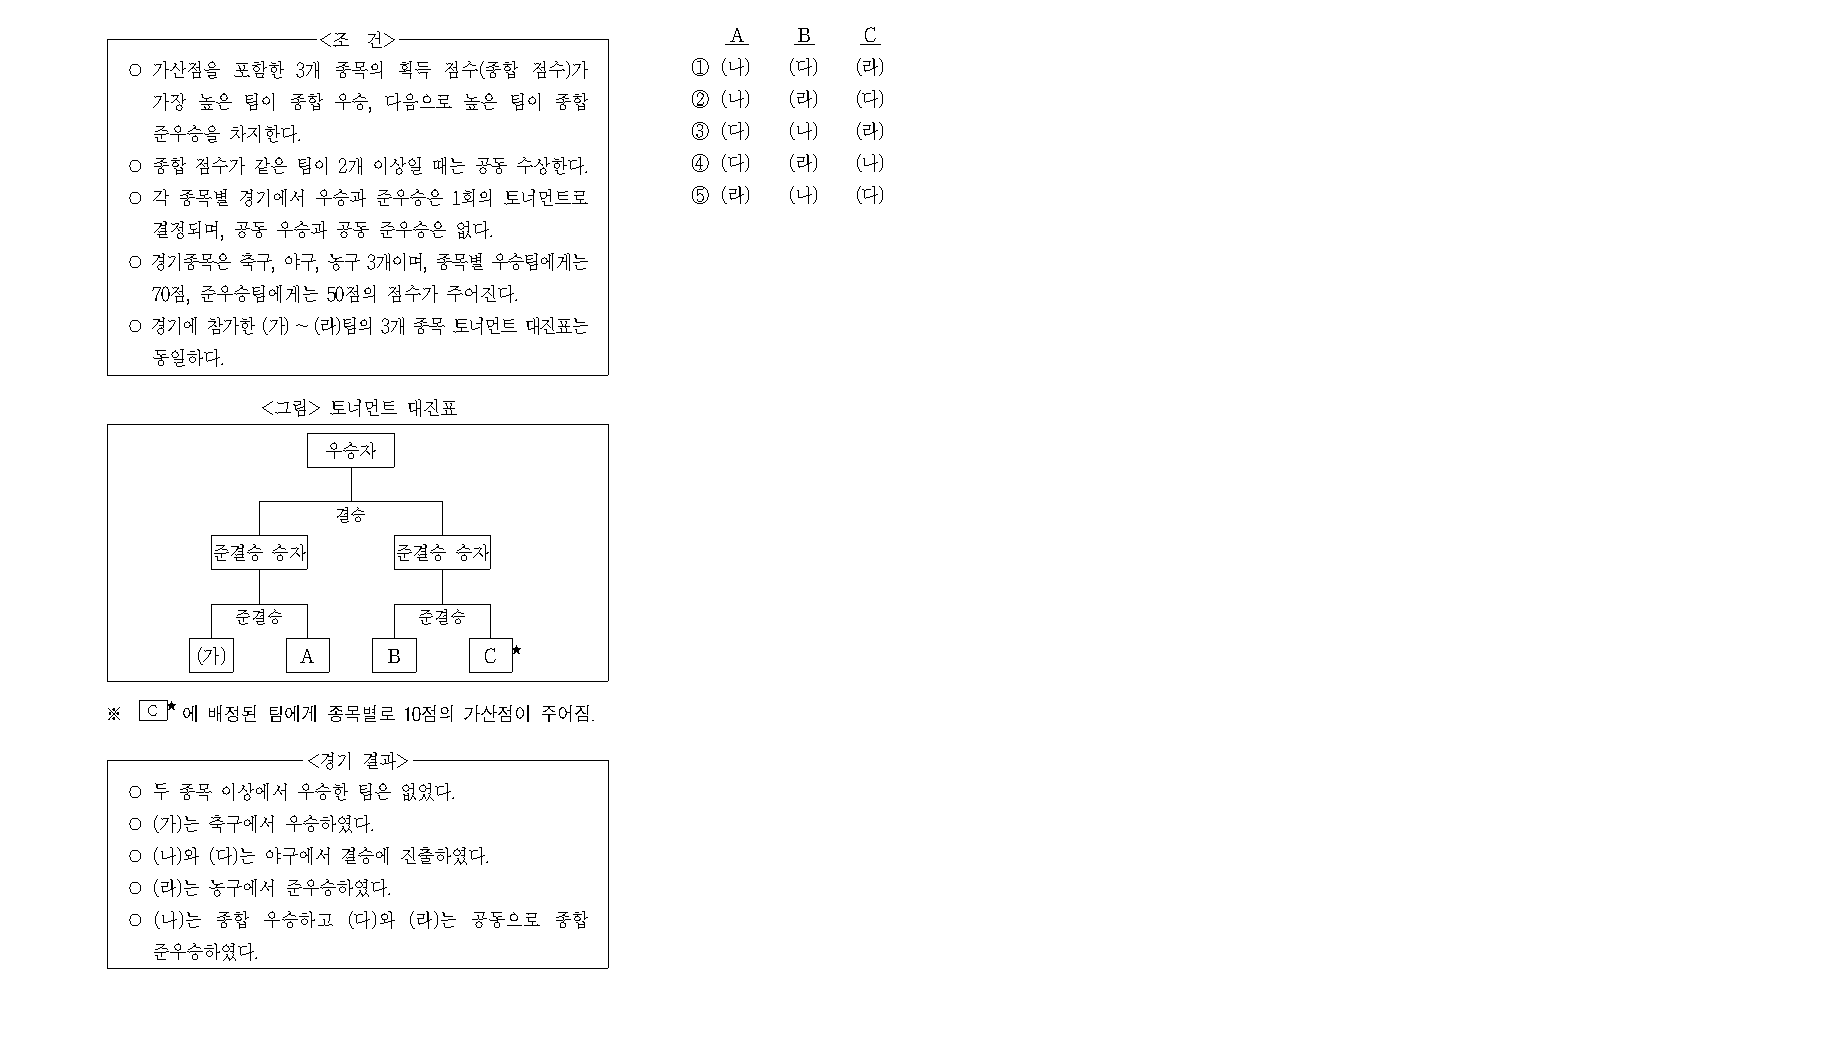 <조 건>
○ 가산점을 포함한 3개 종목의 획득 점수(종합 점수)가
가장 높은 팀이 종합 우승, 다음으로 높은 팀이 종합
준우승을 차지한다.
○ 종합 점수가 같은 팀이 2개 이상일 때는 공동 수상한다.
○ 각 종목별 경기에서 우승과 준우승은 1회의 토너먼트로
결정되며, 공동 우승과 공동 준우승은 없다.
○ 경기종목은 축구, 야구, 농구 3개이며, 종목별 우승팀에게는
70점, 준우승팀에게는 50점의 점수가 주어진다.
○ 경기에 참가한 (가)~(라)팀의 3개 종목 토너먼트 대진표는
동일하다.
<그림> 토너먼트 대진표
우승자
결승
준결승 승자 준결승 승자
준결승 준결승
(가) A B C★
※ C★에 배정된 팀에게 종목별로 10점의 가산점이 주어짐.
<경기 결과>
○ 두 종목 이상에서 우승한 팀은 없었다.
○ (가)는 축구에서 우승하였다.
○ (나)와 (다)는 야구에서 결승에 진출하였다.
○ (라)는 농구에서 준우승하였다.
○ (나)는 종합 우승하고 (다)와 (라)는 공동으로 종합
준우승하였다.
A B C
① (나) (다) (라)
② (나) (라) (다)
③ (다) (나) (라)
④ (다) (라) (나)
⑤ (라) (나) (다)